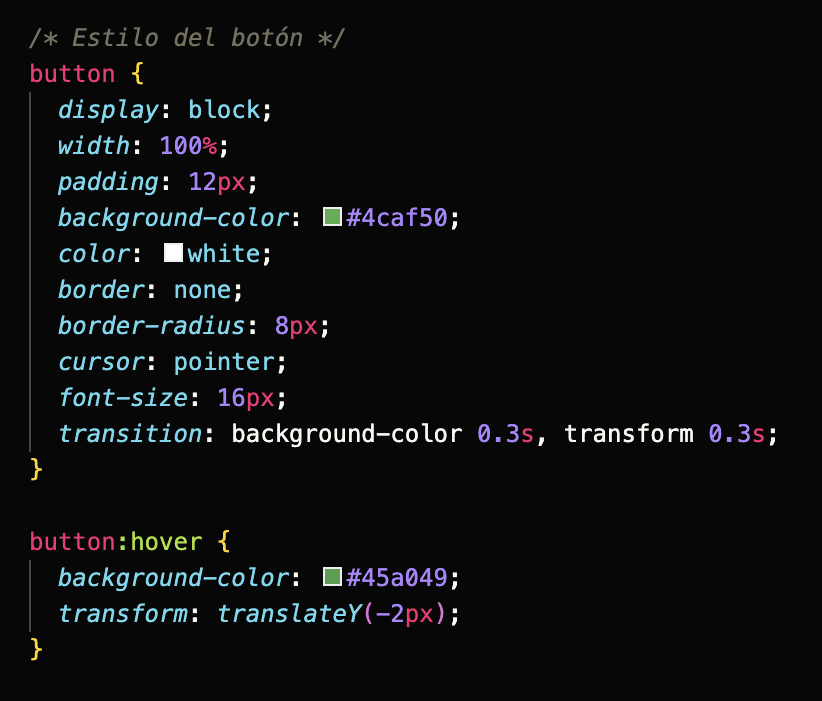 /* Estilo del botón */
button {
  display: block;
  width: 100%;
  padding: 12px;
  background-color: #4caf50;
  color: white;
  border: none;
  border-radius: 8px;
  cursor: pointer;
  font-size: 16px;
  transition: background-color 0.3s, transform 0.3s;
}

button:hover {
  background-color: #45a049;
  transform: translateY(-2px);
}